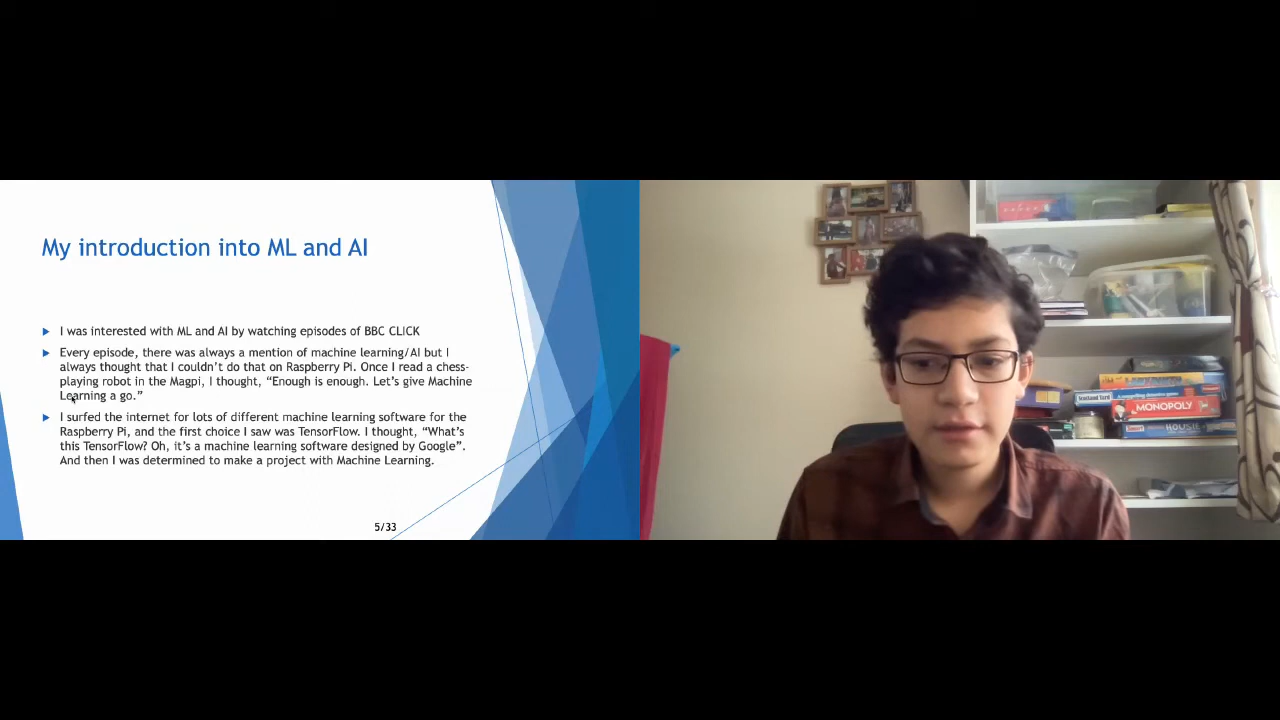 My introduction into ML and AI
I was interested with ML and AI by watching episodes of BBC CLICK
Every episode, there was always a mention of machine learning/AI but I
always thought that I couldn’t do that on Raspberry Pi. Once I read a chess-
playing robot in the Magpi, I thought, “Enough is enough. Let’s give Machine
Learning a go.”
I surfed the internet for lots of different machine learning software for the
Raspberry Pi, and the first choice I saw was TensorFlow. I thought, “What’s
this TensorFlow? Oh, it’s a machine learning software designed by Google”.
And then I was determined to make a project with Machine Learning.
5/33
Scotland Yard
MONOPOLY